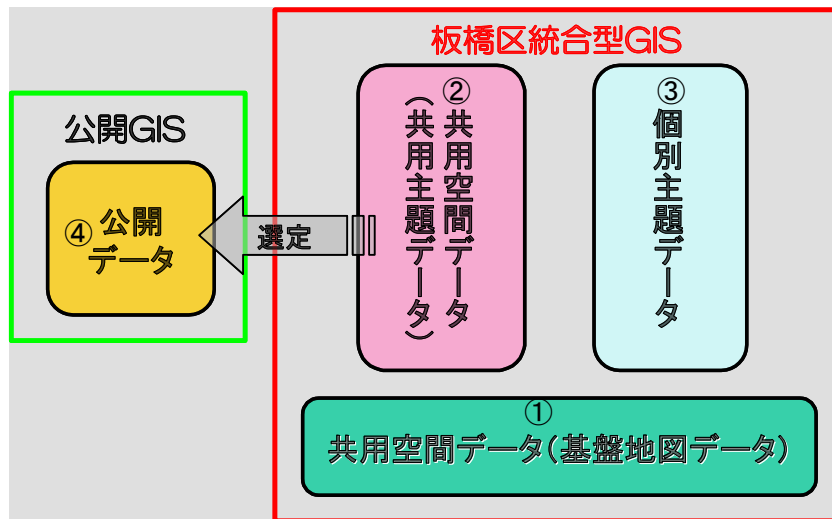 板橋区統合型GIS
公開GIS
④公開
データ
選定
②共用空間データ
(共用主題データ)
③個別主題データ
①
共用空間データ(基盤地図データ)